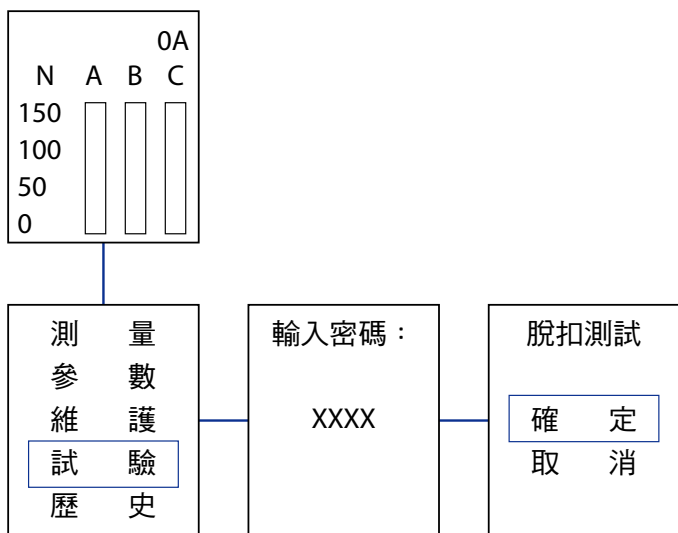 0A
N A B C
150
100
50
0
測 量
參 數
維 護
試 驗
歷 史
輸入密碼：
XXXX
脫扣測試
確 定
取 消